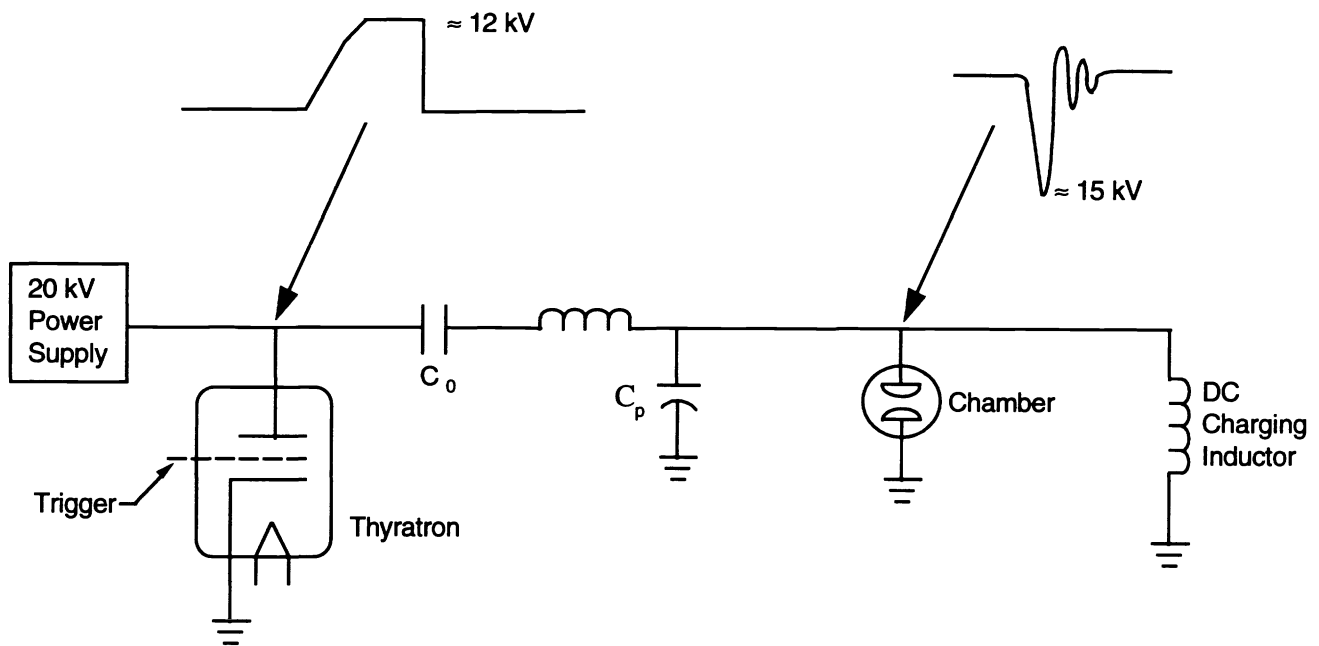 ≈ 12 kV
≈ 15 kV
20 kV
Power
Supply
C₀
Cₚ
Chamber
DC
Charging
Inductor
Trigger
Thyratron